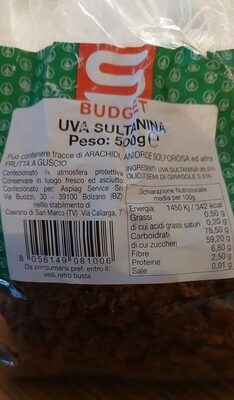 BUDGET
UVA SULTANINA
Peso: 500g e
Può contenere tracce di ARACHIDI, ANIDRIDE SOLFOROSA ed altra
FRUTTA A GUSCIO
Confezionato in atmosfera protettiva
Conservare in luogo fresco ed asciutto
Confezionato per: Aspiag Service Srl
Via Buozzi, 30 - 39100 Bolzano (BZ)
nello stabilimento di
Caerano di San Marco (TV) Via Callarga, 7
8 056149 081006
Da consumarsi pref. entro il:
ved. retro busta
INGREDIENTI: UVA SULTANINA 99,5%
OLIO DI SEMI DI GIRASOLE 0,5%
Dichiarazione Nutrizionale
media per 100g
Energia 1450 Kj / 342 kcal
Grassi 0,50 g
di cui acidi grassi saturi 0,20 g
Carboidrati 78,50 g
di cui zuccheri 59,20 g
Fibre 6,80 g
Proteine 2,50 g
Sale 0,01 g